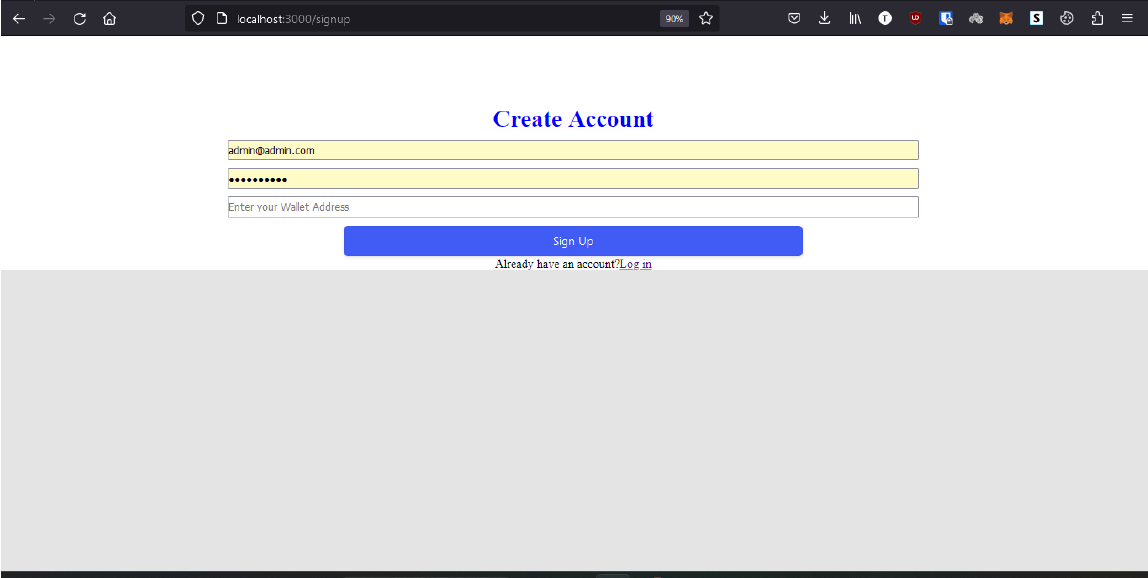 localhost:3000/signup
90%
T
S
Create Account
admin@admin.com
••••••••••
Enter your Wallet Address
Sign Up
Already have an account?Log in